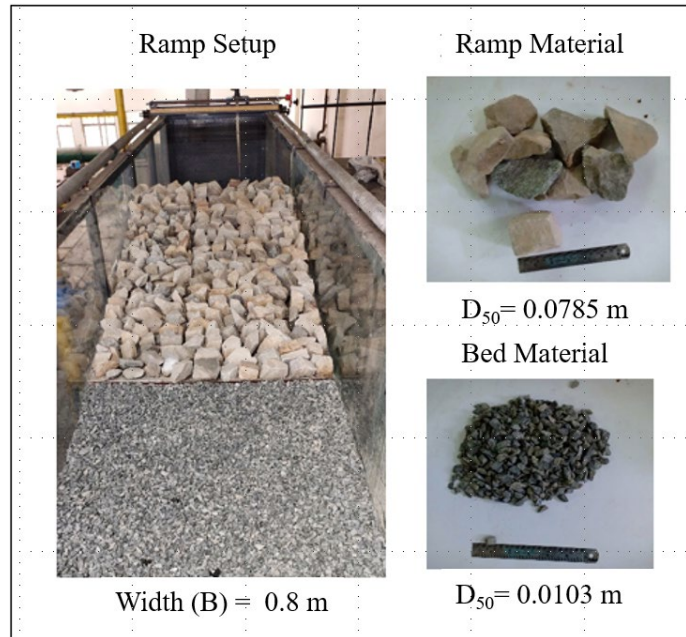 Ramp Setup
Ramp Material
D50= 0.0785 m
Bed Material
D50= 0.0103 m
Width (B) = 0.8 m